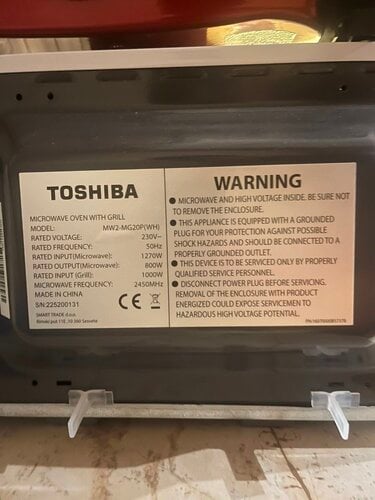 TOSHIBA
MICROWAVE OVEN WITH GRILL
MODEL: MW2-MG20P(WH)
RATED VOLTAGE: 230V~
RATED FREQUENCY: 50Hz
RATED INPUT(Microwave): 1270W
RATED OUTPUT(Microwave): 800W
RATED INPUT(Grill): 1000W
MICROWAVE FREQUENCY: 2450MHz
MADE IN CHINA
S/N:225200131
SMART TRADE d.o.o.
10 360 Sesvete
CE
WARNING
● MICROWAVE AND HIGH VOLTAGE INSIDE. BE SURE NOT
TO REMOVE THE ENCLOSURE.
● THIS APPLIANCE IS EQUIPPED WITH A GROUNDED
PLUG FOR YOUR PROTECTION AGAINST POSSIBLE
SHOCK HAZARDS AND SHOULD BE CONNECTED TO A
PROPERLY GROUNDED OUTLET.
● THIS DEVICE IS TO BE SERVICED ONLY BY PROPERLY
QUALIFIED SERVICE PERSONNEL.
● DISCONNECT POWER PLUG BEFORE SERVICING.
REMOVAL OF THE ENCLOSURE WITH PRODUCT
ENERGIZED COULD EXPOSE SERVICEMEN TO
HAZARDOUS HIGH VOLTAGE POTENTIAL.